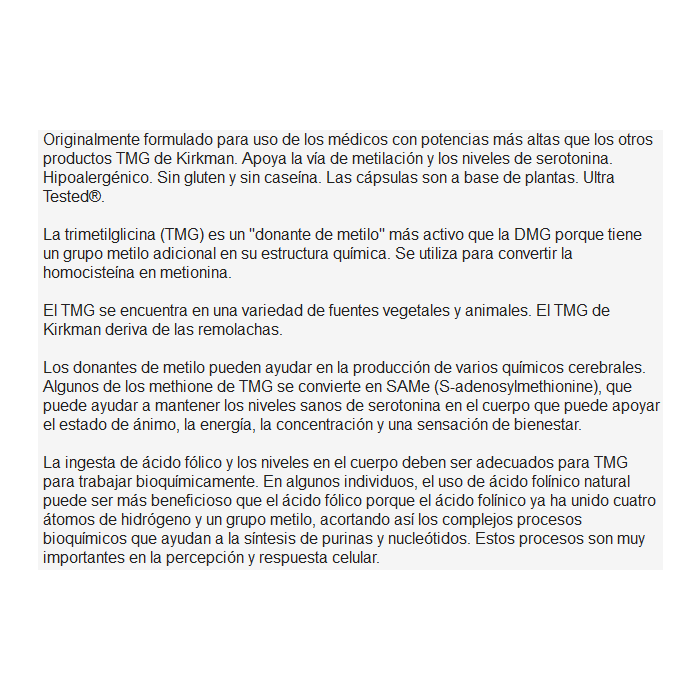 Originalmente formulado para uso de los médicos con potencias más altas que los otros
productos TMG de Kirkman. Apoya la vía de metilación y los niveles de serotonina.
Hipoalergénico. Sin gluten y sin caseína. Las cápsulas son a base de plantas. Ultra
Tested®.
La trimetilglicina (TMG) es un "donante de metilo" más activo que la DMG porque tiene
un grupo metilo adicional en su estructura química. Se utiliza para convertir la
homocisteína en metionina.
El TMG se encuentra en una variedad de fuentes vegetales y animales. El TMG de
Kirkman deriva de las remolachas.
Los donantes de metilo pueden ayudar en la producción de varios químicos cerebrales.
Algunos de los methione de TMG se convierte en SAMe (S-adenosylmethionine), que
puede ayudar a mantener los niveles sanos de serotonina en el cuerpo que puede apoyar
el estado de ánimo, la energía, la concentración y una sensación de bienestar.
La ingesta de ácido fólico y los niveles en el cuerpo deben ser adecuados para TMG
para trabajar bioquímicamente. En algunos individuos, el uso de ácido folínico natural
puede ser más beneficioso que el ácido fólico porque el ácido folínico ya ha unido cuatro
átomos de hidrógeno y un grupo metilo, acortando así los complejos procesos
bioquímicos que ayudan a la síntesis de purinas y nucleótidos. Estos procesos son muy
importantes en la percepción y respuesta celular.